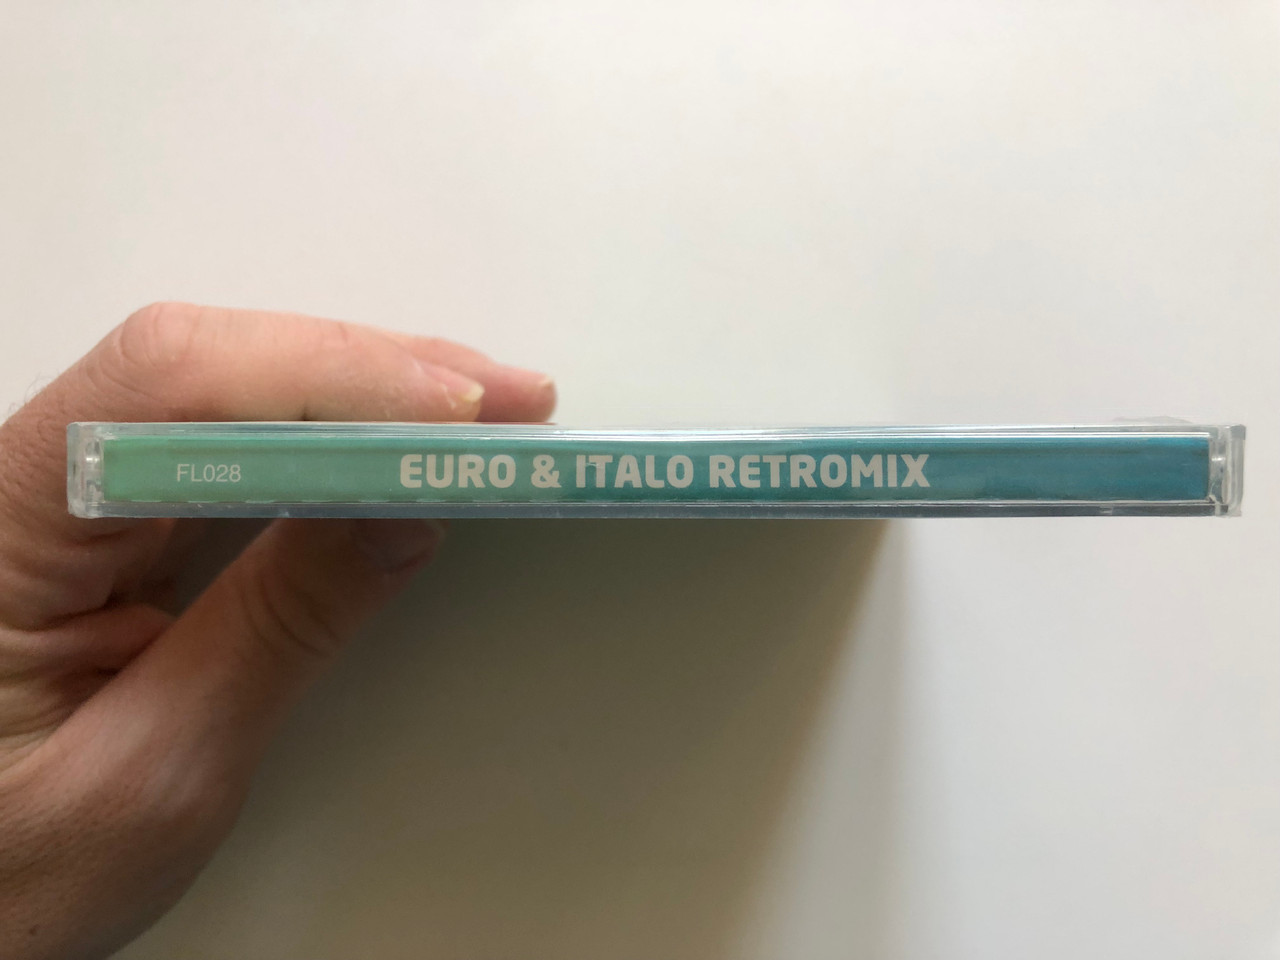 FL028 EURO & ITALO RETROMIX